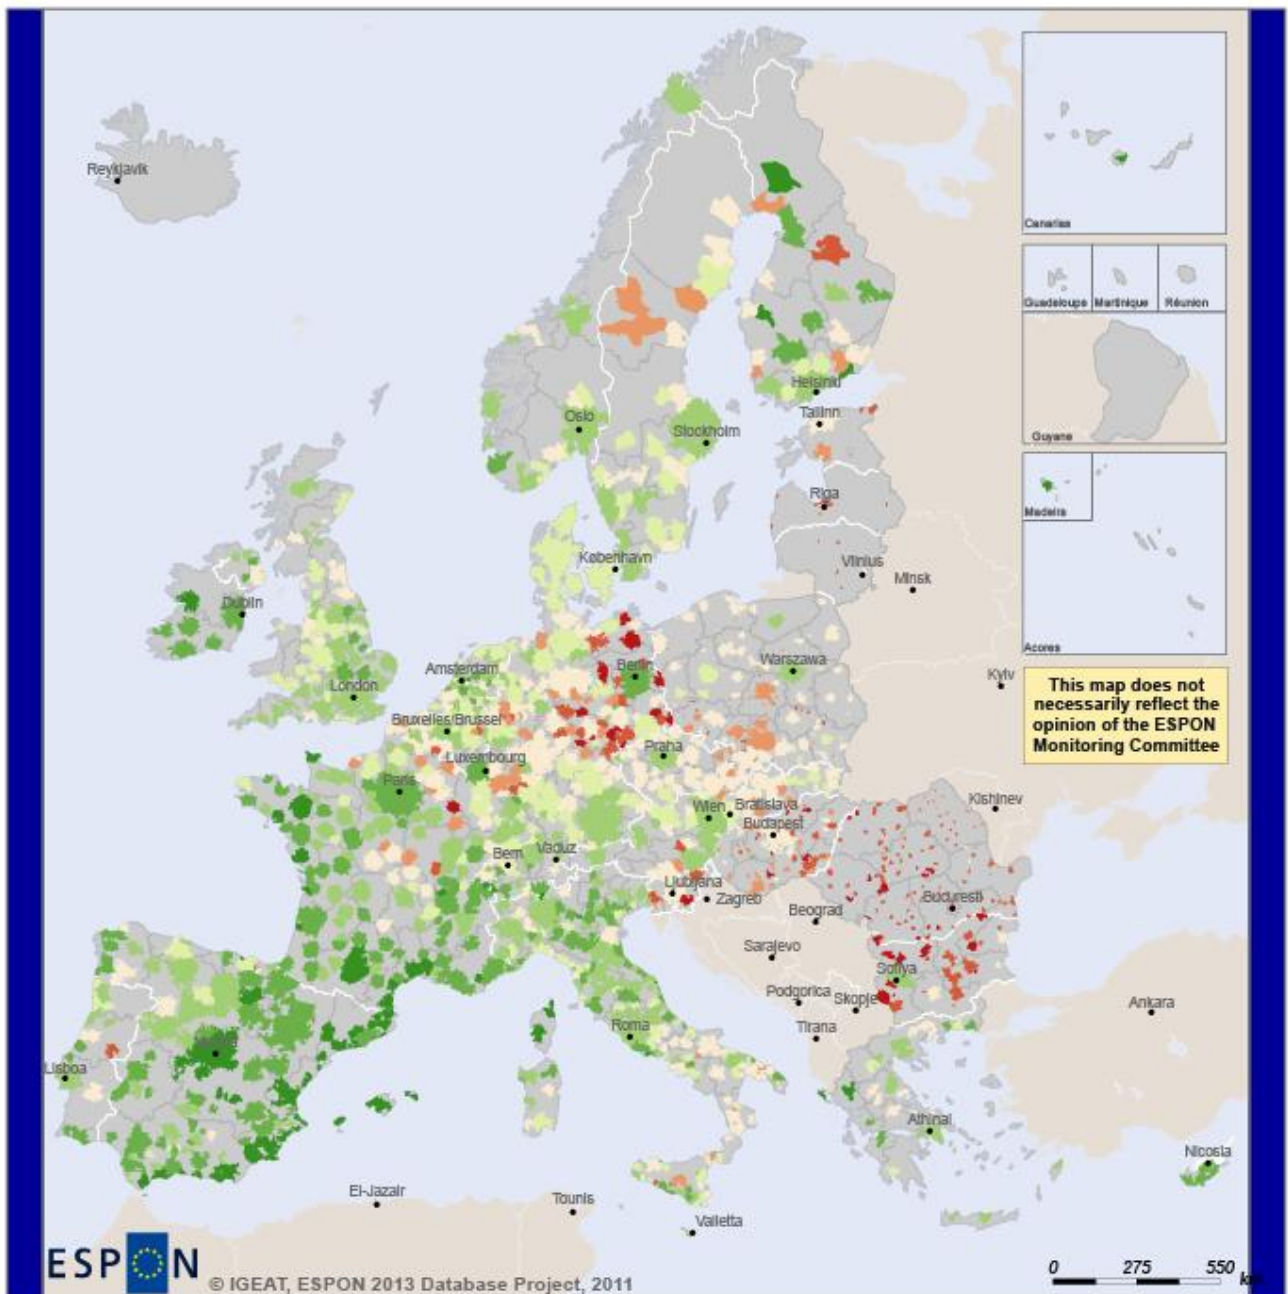 Reykjavik
Canarias
Guadeloupe
Martinique
Réunion
Guyane
Madeira
Acores
Helsinki
Tallinn
Oslo
Stockholm
Riga
Vilnius
Minsk
København
Dublin
London
Amsterdam
Berlin
Warszawa
Kyiv
This map does not
necessarily reflect the
opinion of the ESPON
Monitoring Committee
Bruxelles/Brussel
Luxembourg
Praha
Paris
Wien
Bratislava
Budapest
Kishinev
Bern
Vaduz
Ljubljana
Zagreb
Beograd
Bucuresti
Sarajevo
Sofiya
Podgorica
Skopje
Tirana
Ankara
Roma
Lisboa
Athinai
Nicosia
El-Jazair
Tounis
Valletta
ESPON
© IGEAT, ESPON 2013 Database Project, 2011
0 275 550
km